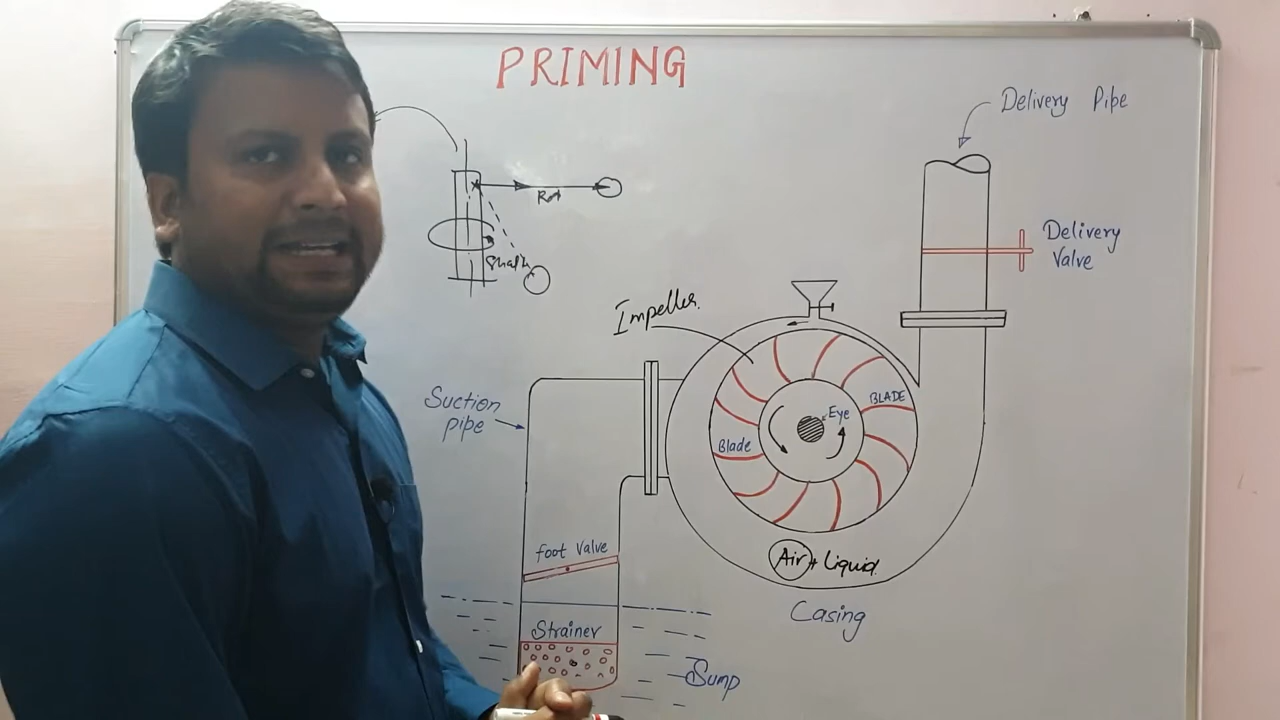 PRIMING
Delivery Pipe
Rod
Shaft
Delivery
Valve
Impeller
Suction
pipe
BLADE
Eye
Blade
foot Valve
Air + Liquid
Casing
Strainer
Sump